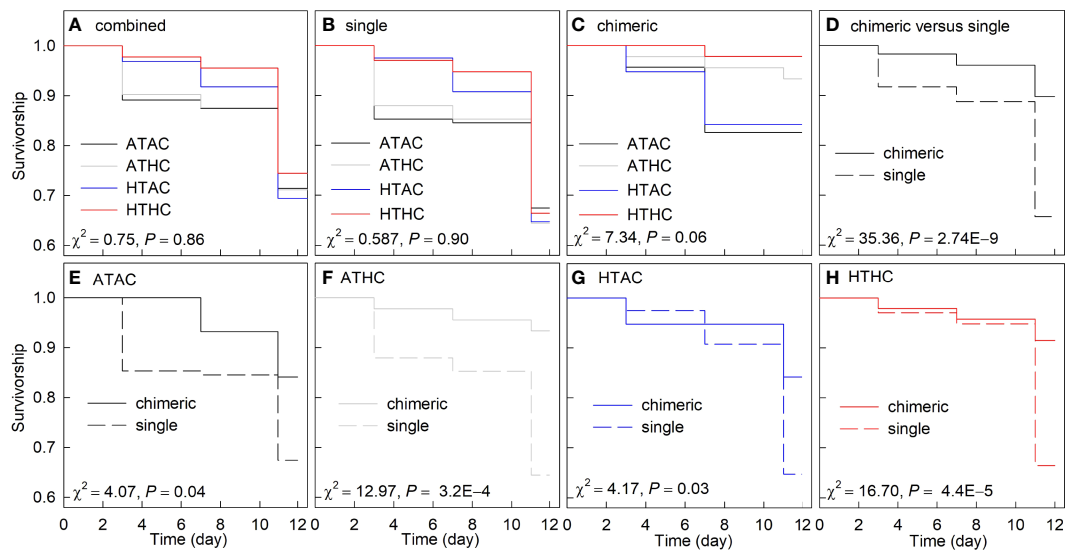 A combined
B single
C chimeric
D chimeric versus single
Survivorship
1.0
0.9
0.8
0.7
0.6
ATAC
ATHC
HTAC
HTHC
χ² = 0.75, P = 0.86
ATAC
ATHC
HTAC
HTHC
χ² = 0.587, P = 0.90
ATAC
ATHC
HTAC
HTHC
χ² = 7.34, P = 0.06
chimeric
single
χ² = 35.36, P = 2.74E−9
E ATAC
F ATHC
G HTAC
H HTHC
Survivorship
1.0
0.9
0.8
0.7
0.6
chimeric
single
χ² = 4.07, P = 0.04
chimeric
single
χ² = 12.97, P = 3.2E−4
chimeric
single
χ² = 4.17, P = 0.03
chimeric
single
χ² = 16.70, P = 4.4E−5
0 2 4 6 8 10 12
0 2 4 6 8 10 12
0 2 4 6 8 10 12
0 2 4 6 8 10 12
Time (day)
Time (day)
Time (day)
Time (day)